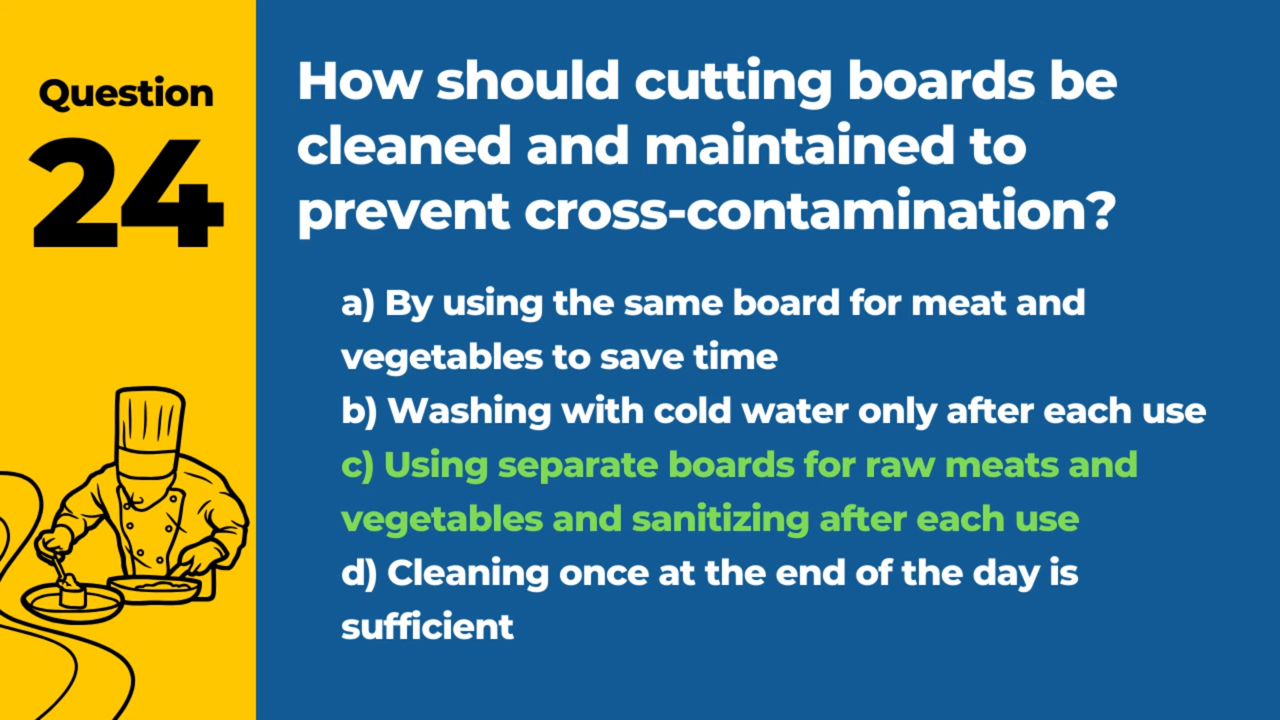 Question
24
How should cutting boards be
cleaned and maintained to
prevent cross-contamination?
a) By using the same board for meat and
vegetables to save time
b) Washing with cold water only after each use
c) Using separate boards for raw meats and
vegetables and sanitizing after each use
d) Cleaning once at the end of the day is
sufficient